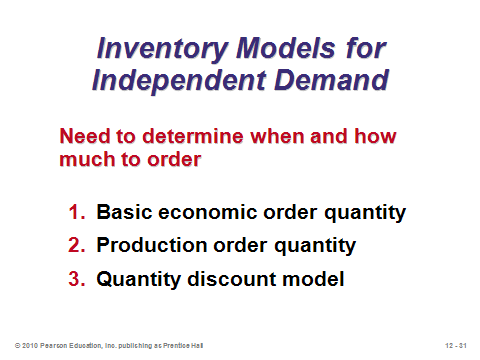 Inventory Models for
Independent Demand
Need to determine when and how
much to order
1. Basic economic order quantity
2. Production order quantity
3. Quantity discount model
© 2010 Pearson Education, Inc. publishing as Prentice Hall
12 - 31